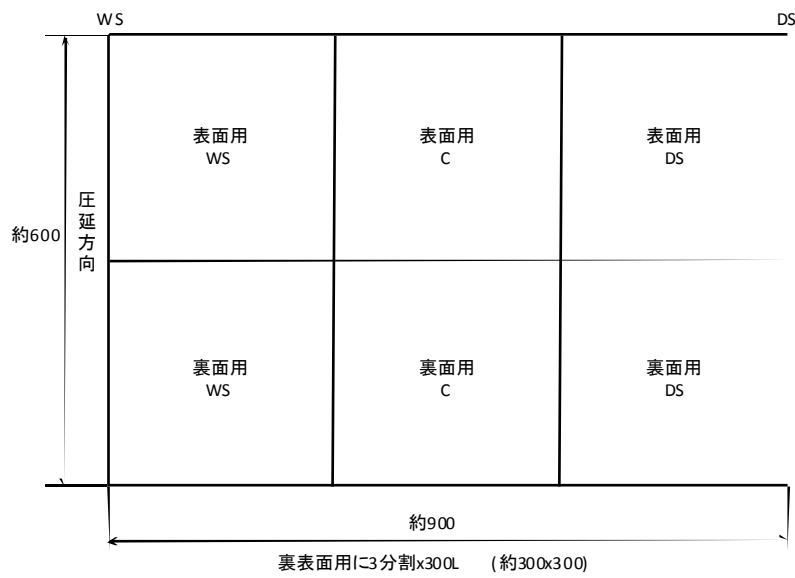 WS
DS
表面用
WS
表面用
C
表面用
DS
圧延方向
約600
裏面用
WS
裏面用
C
裏面用
DS
約900
裏表面用に3分割x300L (約300x300)